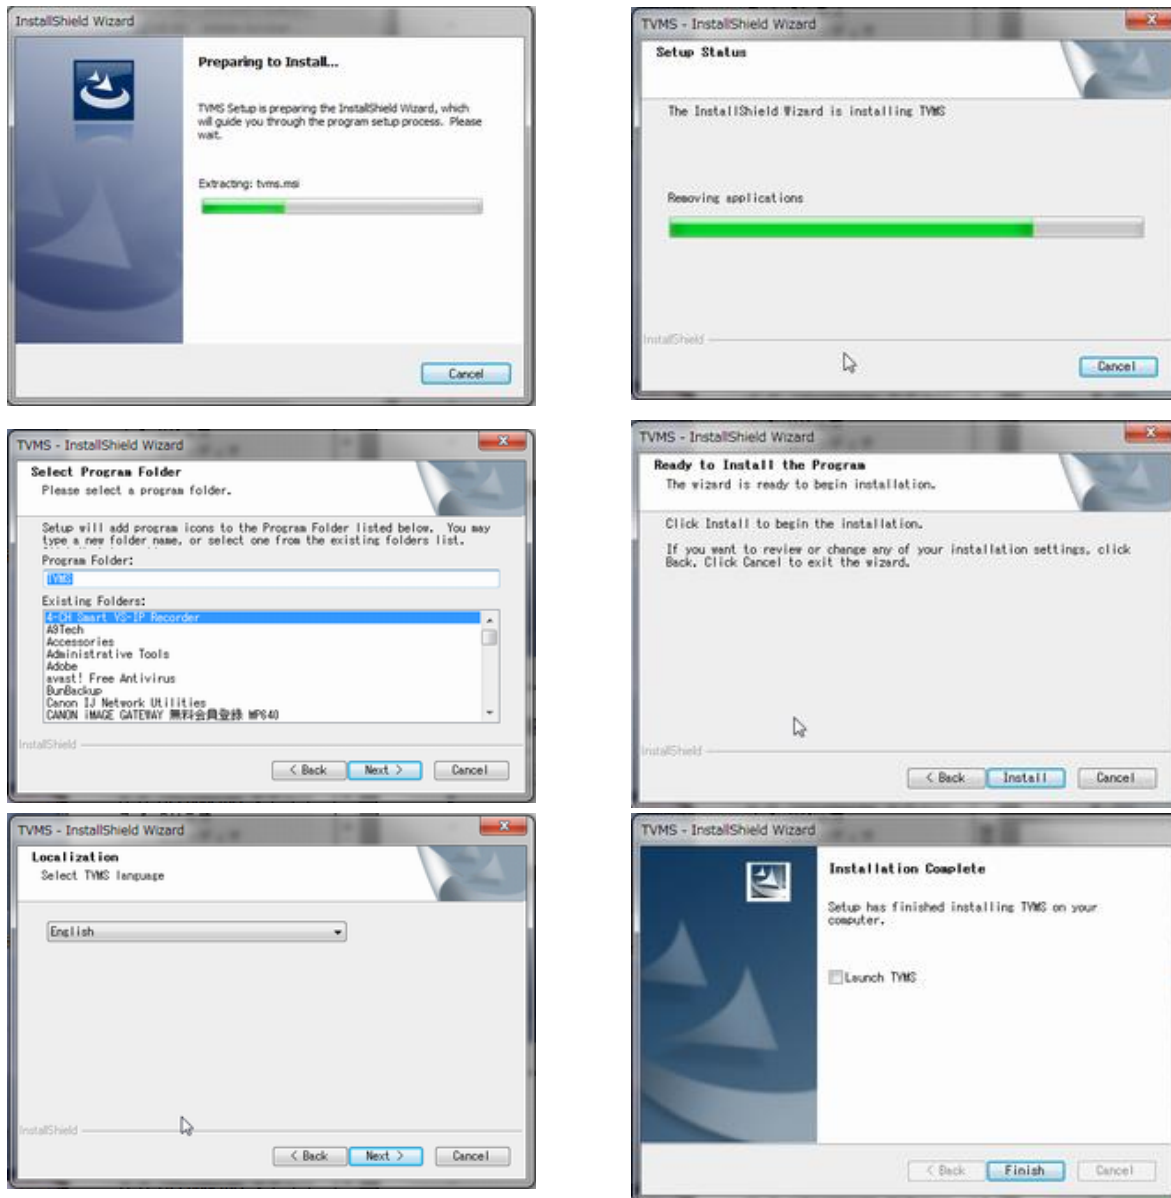 InstallShield Wizard
Preparing to Install...
TVMS Setup is preparing the InstallShield Wizard, which
will guide you through the program setup process. Please
wait.
Extracting: tvms.msi
Cancel
TVMS - InstallShield Wizard
Select Program Folder
Please select a program folder.
Setup will add program icons to the Program Folder listed below. You may
type a new folder name, or select one from the existing folders list.
Program Folder:
TVMS
Existing Folders:
4-CH Smart VS-IP Recorder
A9Tech
Accessories
Administrative Tools
Adobe
avast! Free Antivirus
BunBackup
Canon IJ Network Utilities
CANON iMAGE GATEWAY 無料会員登録 MP640
InstallShield
< Back Next > Cancel
TVMS - InstallShield Wizard
Localization
Select TVMS language
English
InstallShield
< Back Next > Cancel
TVMS - InstallShield Wizard
Setup Status
The InstallShield Wizard is installing TVMS
Removing applications
InstallShield
Cancel
TVMS - InstallShield Wizard
Ready to Install the Program
The wizard is ready to begin installation.
Click Install to begin the installation.
If you want to review or change any of your installation settings, click
Back. Click Cancel to exit the wizard.
InstallShield
< Back Install Cancel
TVMS - InstallShield Wizard
Installation Complete
Setup has finished installing TVMS on your
computer.
Launch TVMS
< Back Finish Cancel